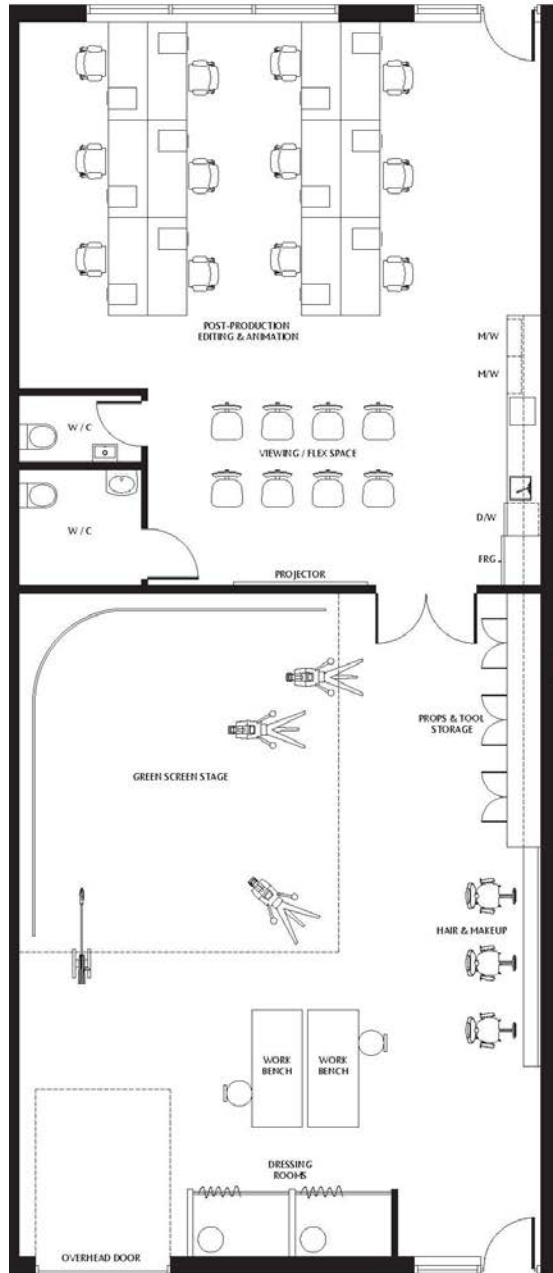 POST-PRODUCTION
EDITING & ANIMATION
M/W
M/W
W / C
VIEWING / FLEX SPACE
W / C
D/W
FRG
PROJECTOR
PROPS & TOOL
STORAGE
GREEN SCREEN STAGE
HAIR & MAKEUP
WORK
BENCH
WORK
BENCH
DRESSING
ROOMS
OVERHEAD DOOR